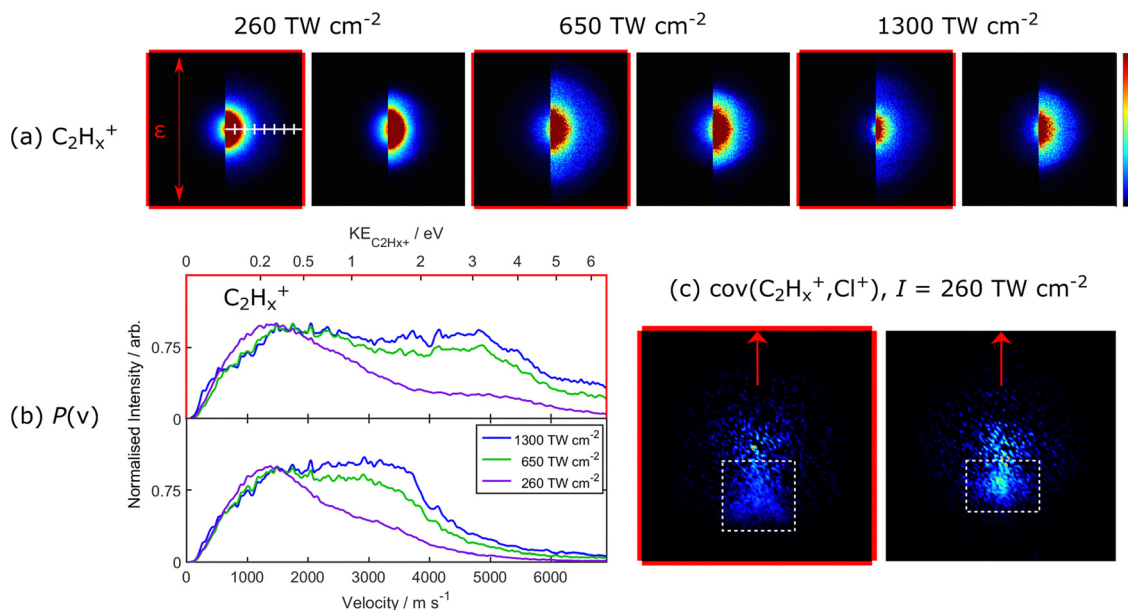 260 TW cm⁻² 650 TW cm⁻² 1300 TW cm⁻²
(a) C₂Hₓ⁺
ε
KE_C2Hx+ / eV
0 0.2 0.5 1 2 3 4 5 6
(c) cov(C₂Hₓ⁺,Cl⁺), I = 260 TW cm⁻²
C₂Hₓ⁺
0.75
0
(b) P(v)
Normalised Intensity / arb.
1300 TW cm⁻²
650 TW cm⁻²
260 TW cm⁻²
0.75
0
0 1000 2000 3000 4000 5000 6000
Velocity / m s⁻¹